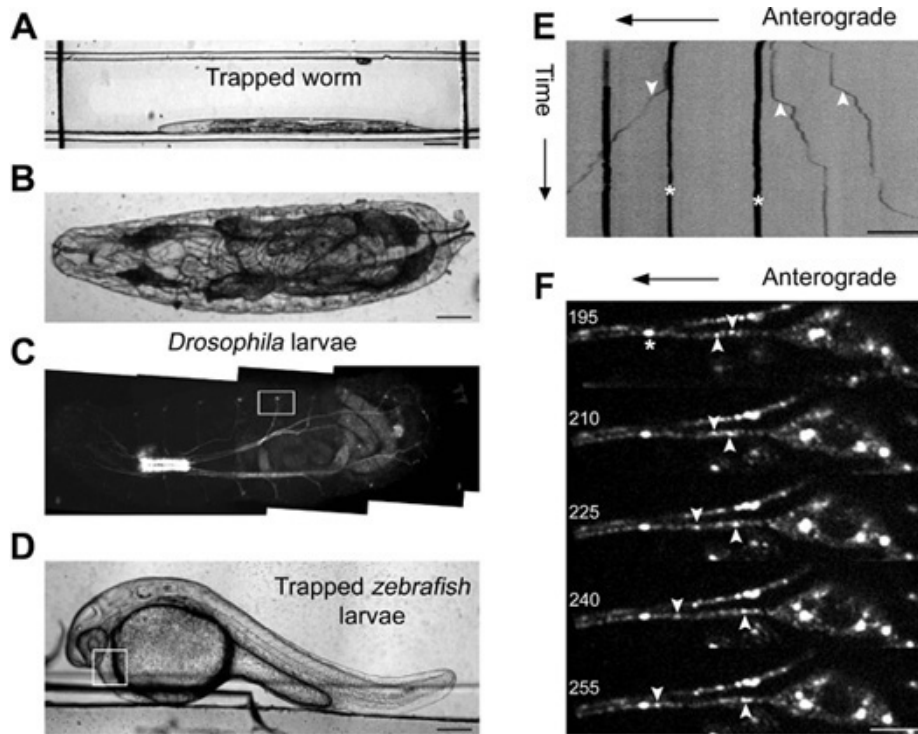 A
Trapped worm
B
C
Drosophila larvae
D
Trapped zebrafish
larvae
E
Anterograde
Time
*
*
F
Anterograde
195
*
210
225
240
255